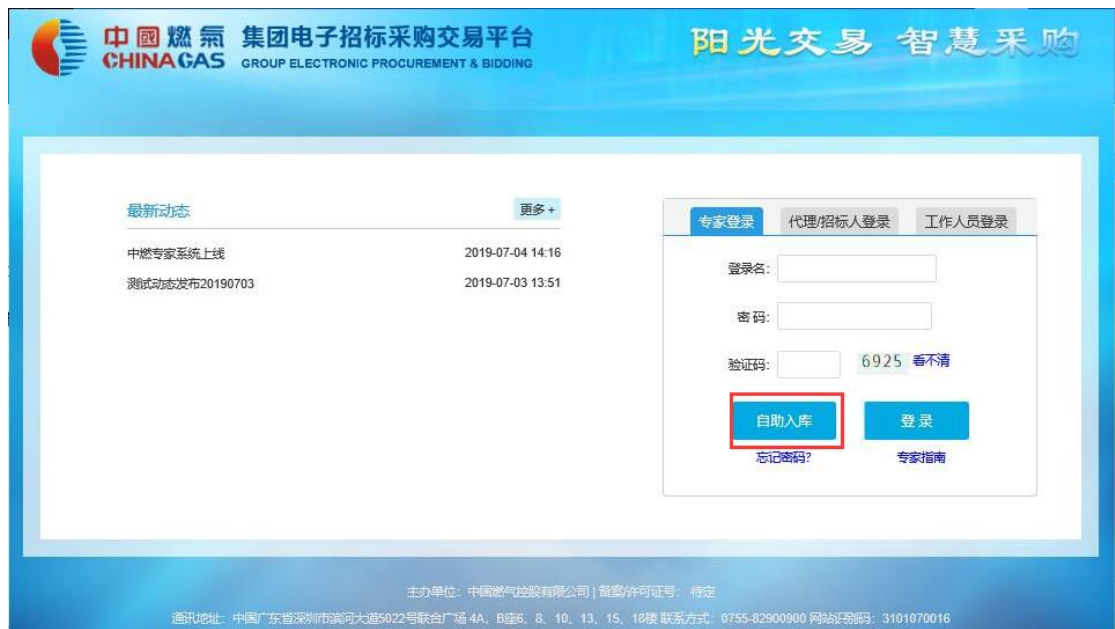 中國燃氣 集团电子招标采购交易平台
CHINA GAS GROUP ELECTRONIC PROCUREMENT & BIDDING
阳光交易 智慧采购
最新动态 更多+
中燃专家系统上线 2019-07-04 14:16
测试动态发布20190703 2019-07-03 13:51
专家登录 代理/招标人登录 工作人员登录
登录名：
密码：
验证码： 6925 看不清
自助入库 登录
忘记密码? 专家指南
主办单位：中国燃气控股有限公司 | 备案/许可证号：待定
通讯地址：中国广东省深圳市滨河大道5022号联合广场 4A，B座6、8、10、13、15、18楼 联系方式：0755-82900900 网站识别码：3101070016